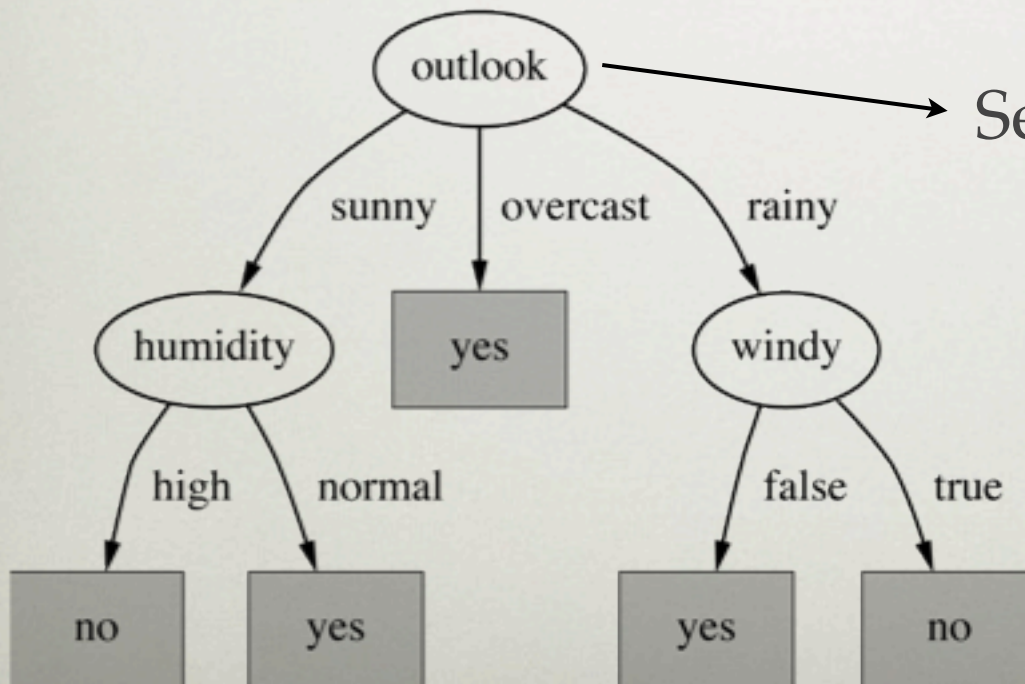 outlook
Se
sunny overcast rainy
humidity yes windy
high normal false true
no yes yes no